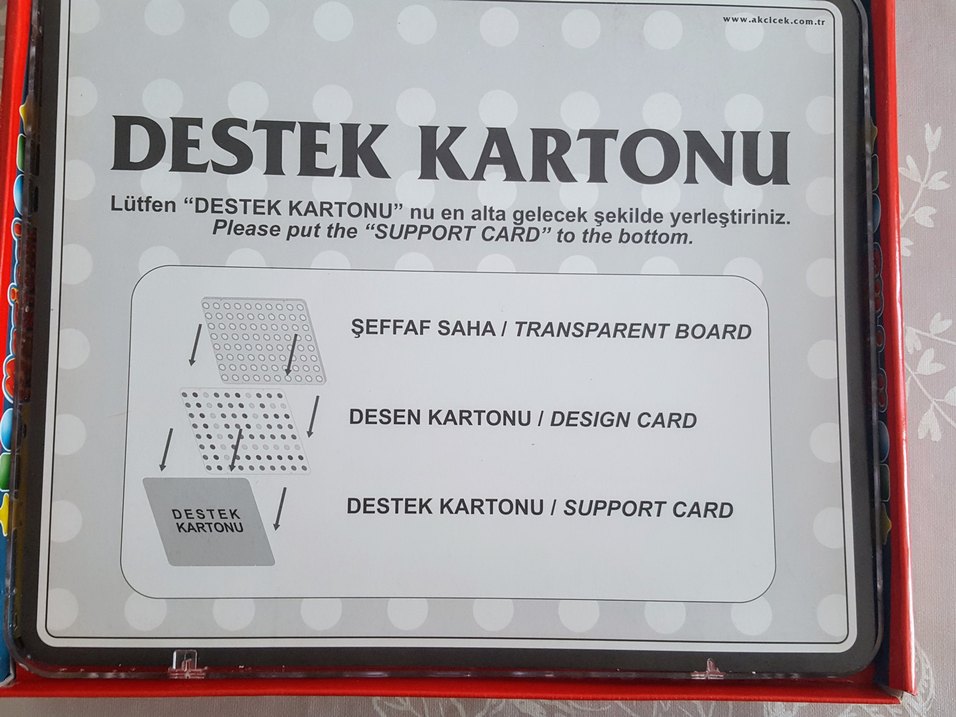 www.akcicek.com.tr
DESTEK KARTONU
Lütfen “DESTEK KARTONU” nu en alta gelecek şekilde yerleştiriniz.
Please put the “SUPPORT CARD” to the bottom.
ŞEFFAF SAHA / TRANSPARENT BOARD
DESEN KARTONU / DESIGN CARD
DESTEK KARTONU / SUPPORT CARD
DESTEK
KARTONU